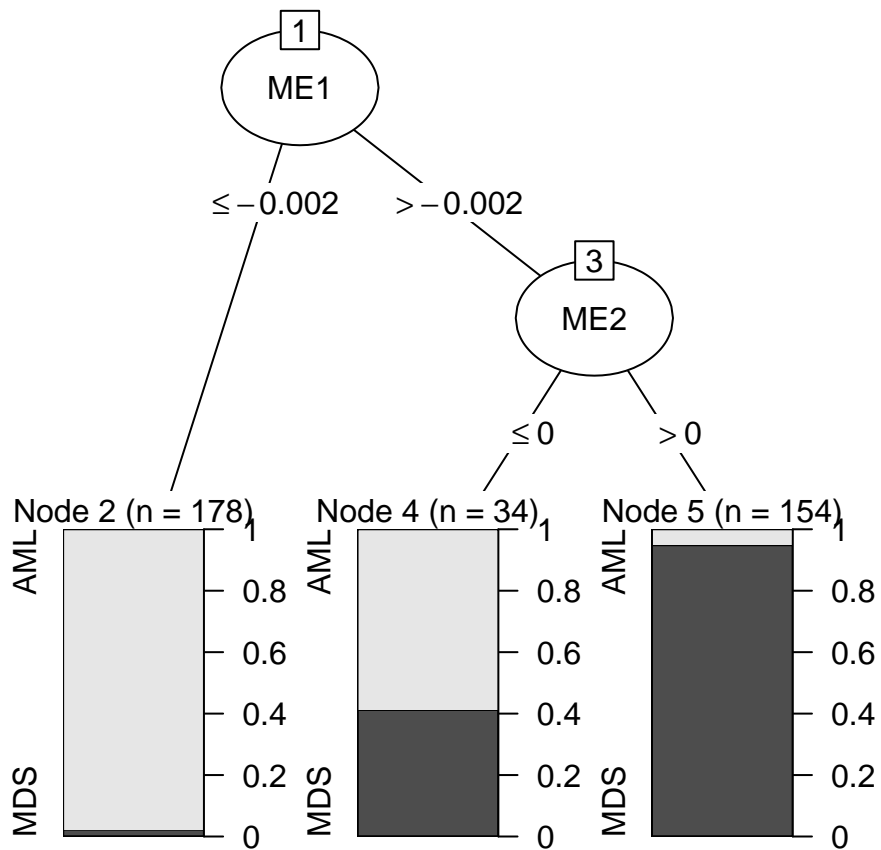 1
ME1
≤ −0.002
> −0.002
3
ME2
≤ 0
> 0
Node 2 (n = 178)
AML
MDS
1
0.8
0.6
0.4
0.2
0
Node 4 (n = 34)
AML
MDS
1
0.8
0.6
0.4
0.2
0
Node 5 (n = 154)
AML
MDS
1
0.8
0.6
0.4
0.2
0